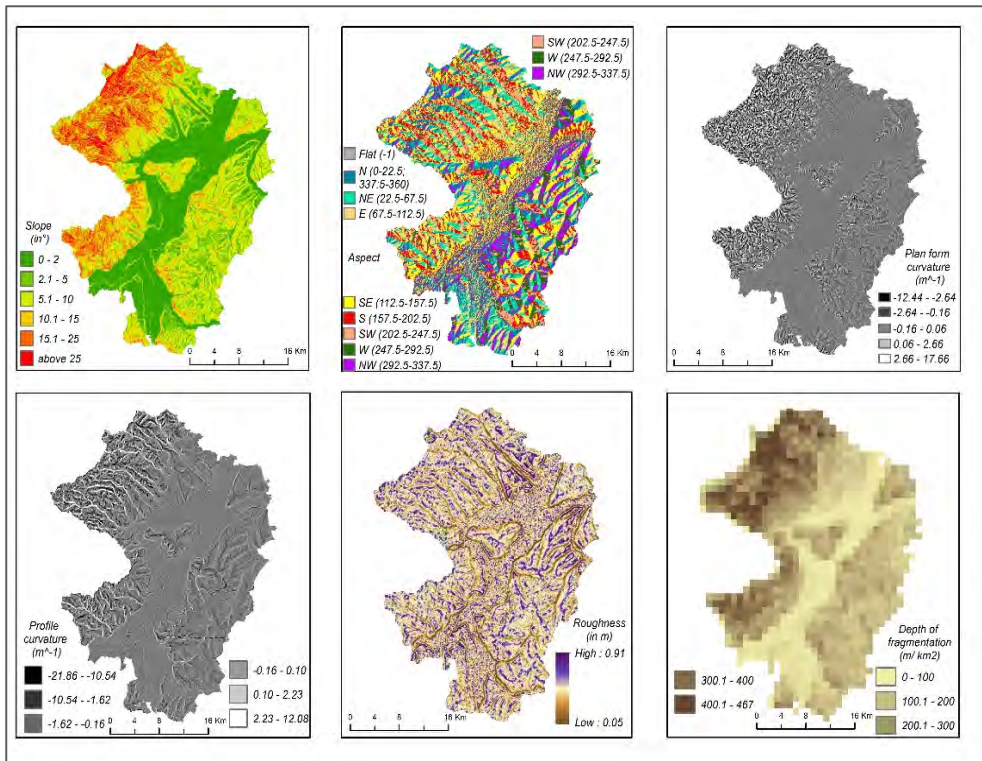 Slope
(in°)
0 - 2
2.1 - 5
5.1 - 10
10.1 - 15
15.1 - 25
above 25
0 4 8 16 Km
SW (202.5-247.5)
W (247.5-292.5)
NW (292.5-337.5)
Flat (-1)
N (0-22.5;
337.5-360)
NE (22.5-67.5)
E (67.5-112.5)
Aspect
SE (112.5-157.5)
S (157.5-202.5)
SW (202.5-247.5)
W (247.5-292.5)
NW (292.5-337.5)
0 4 8 16 Km
Plan form
curvature
(m^-1)
-12.44 - -2.64
-2.64 - -0.16
-0.16 - 0.06
0.06 - 2.66
2.66 - 17.66
0 4 8 16 Km
Profile
curvature
(m^-1)
-21.86 - -10.54
-10.54 - -1.62
-1.62 - -0.16
-0.16 - 0.10
0.10 - 2.23
2.23 - 12.08
0 4 8 16 Km
Roughness
(in m)
High : 0.91
Low : 0.05
0 4 8 16 Km
Depth of
fragmentation
(m/ km2)
300.1 - 400
400.1 - 467
0 - 100
100.1 - 200
200.1 - 300
0 4 8 16 Km